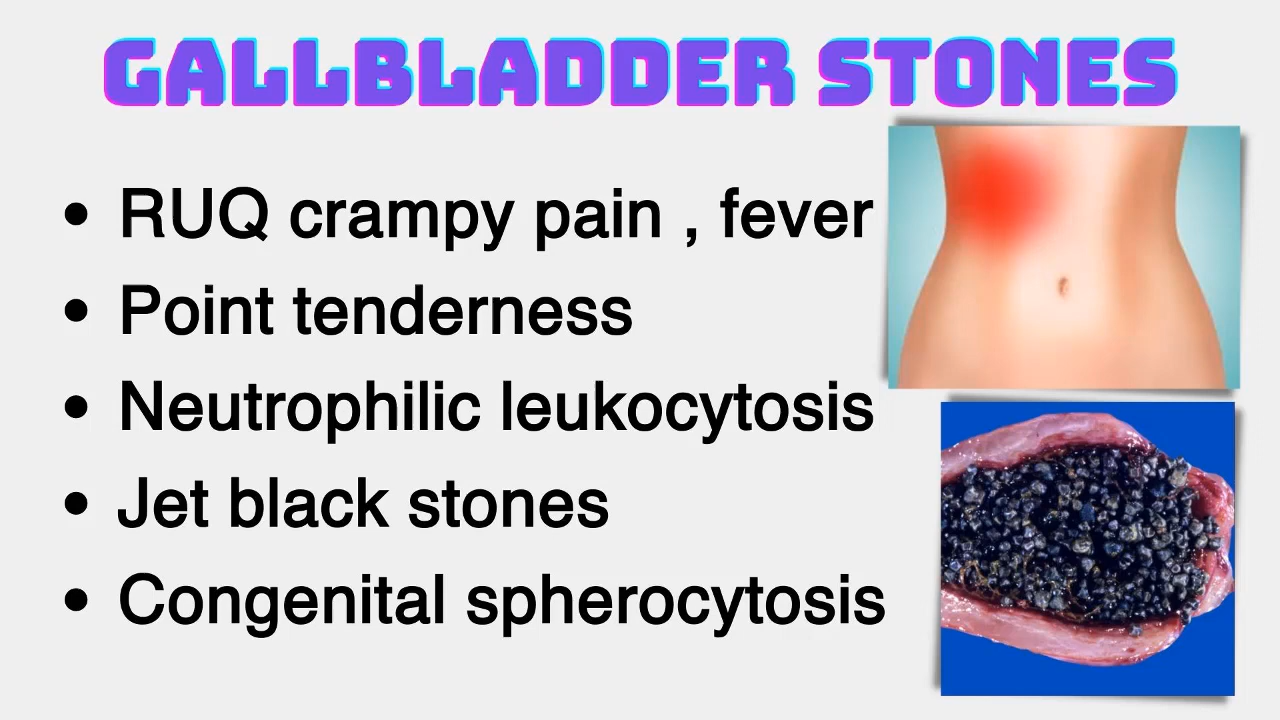 GALLBLADDER STONES
• RUQ crampy pain , fever
• Point tenderness
• Neutrophilic leukocytosis
• Jet black stones
• Congenital spherocytosis